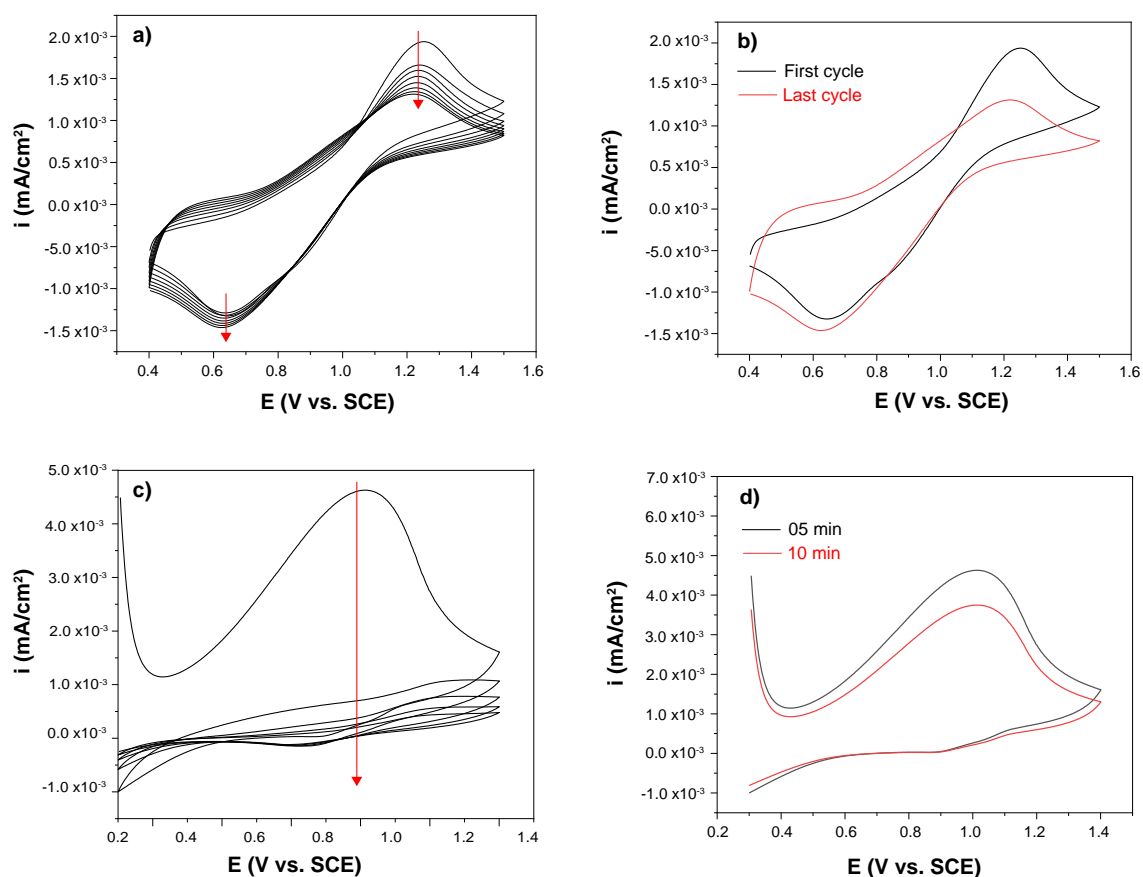 a)
2.0 x10⁻³
1.5 x10⁻³
1.0 x10⁻³
0.5 x10⁻³
0.0 x10⁻³
-5.0 x10⁻³
-1.0 x10⁻³
-1.5 x10⁻³
i (mA/cm²)
0.4 0.6 0.8 1.0 1.2 1.4 1.6
E (V vs. SCE)
b)
First cycle
Last cycle
2.0 x10⁻³
1.5 x10⁻³
1.0 x10⁻³
0.5 x10⁻³
0.0 x10⁻³
-5.0 x10⁻³
-1.0 x10⁻³
-1.5 x10⁻³
i (mA/cm²)
0.4 0.6 0.8 1.0 1.2 1.4 1.6
E (V vs. SCE)
c)
5.0 x10⁻³
4.0 x10⁻³
3.0 x10⁻³
2.0 x10⁻³
1.0 x10⁻³
0.0 x10⁻³
-1.0 x10⁻³
i (mA/cm²)
0.2 0.4 0.6 0.8 1.0 1.2 1.4
E (V vs. SCE)
d)
05 min
10 min
7.0 x10⁻³
6.0 x10⁻³
5.0 x10⁻³
4.0 x10⁻³
3.0 x10⁻³
2.0 x10⁻³
1.0 x10⁻³
0.0 x10⁻³
-1.0 x10⁻³
i (mA/cm²)
0.2 0.4 0.6 0.8 1.0 1.2 1.4
E (V vs. SCE)